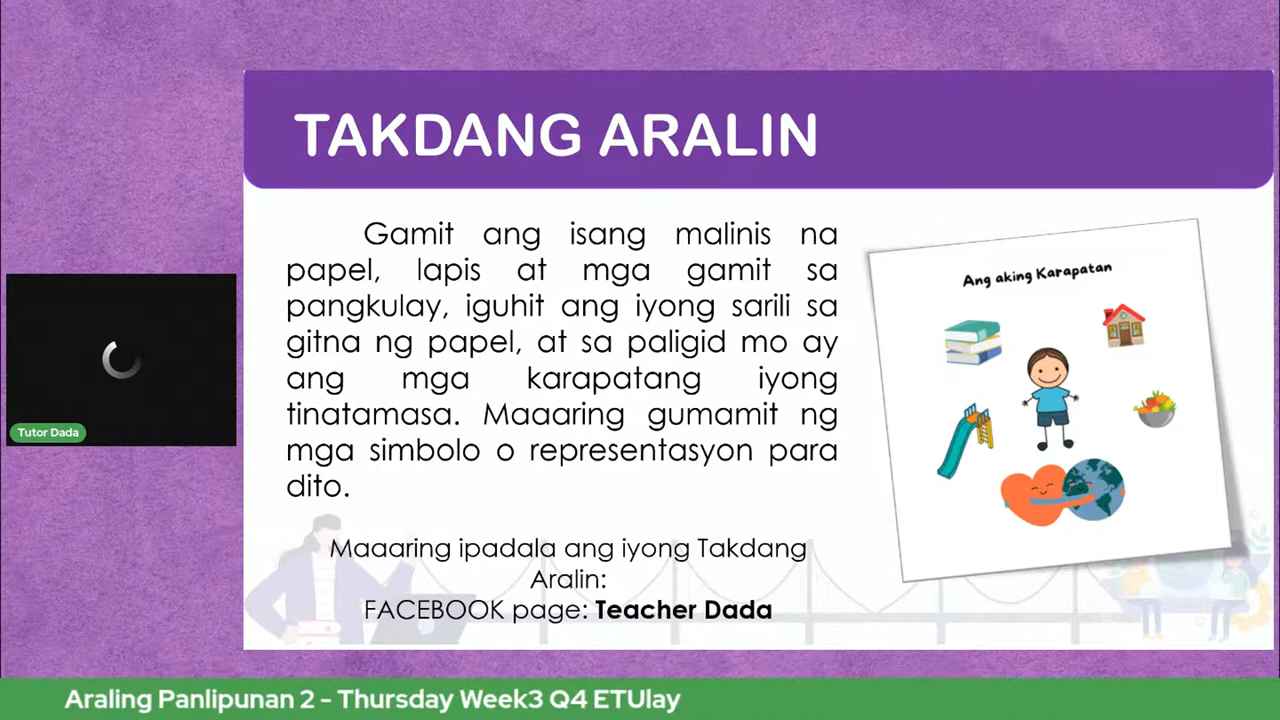 TAKDANG ARALIN
Gamit ang isang malinis na
papel, lapis at mga gamit sa
pangkulay, iguhit ang iyong sarili sa
gitna ng papel, at sa paligid mo ay
ang mga karapatang iyong
tinatamasa. Maaaring gumamit ng
mga simbolo o representasyon para
dito.
Maaaring ipadala ang iyong Takdang
Aralin:
FACEBOOK page: Teacher Dada
Ang aking Karapatan
Tutor Dada
Araling Panlipunan 2 - Thursday Week3 Q4 ETUlay